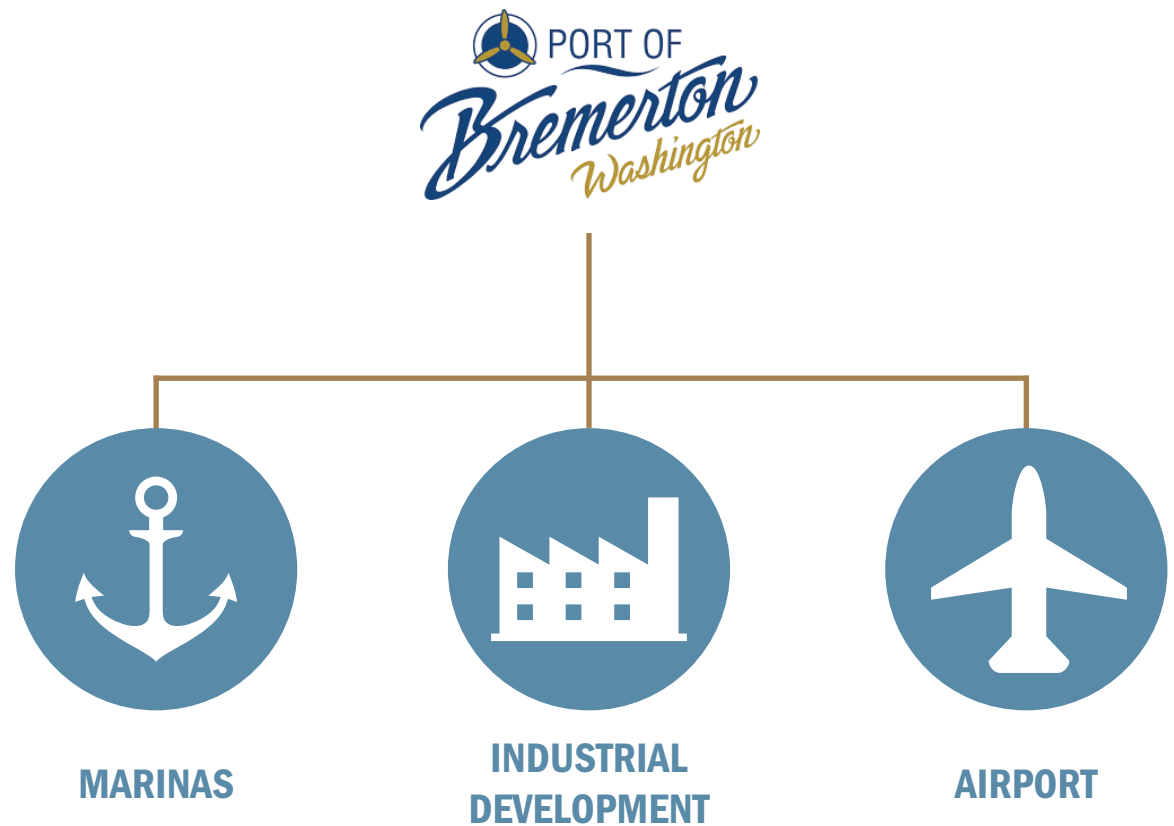 PORT OF
Bremerton
Washington
MARINAS
INDUSTRIAL
DEVELOPMENT
AIRPORT